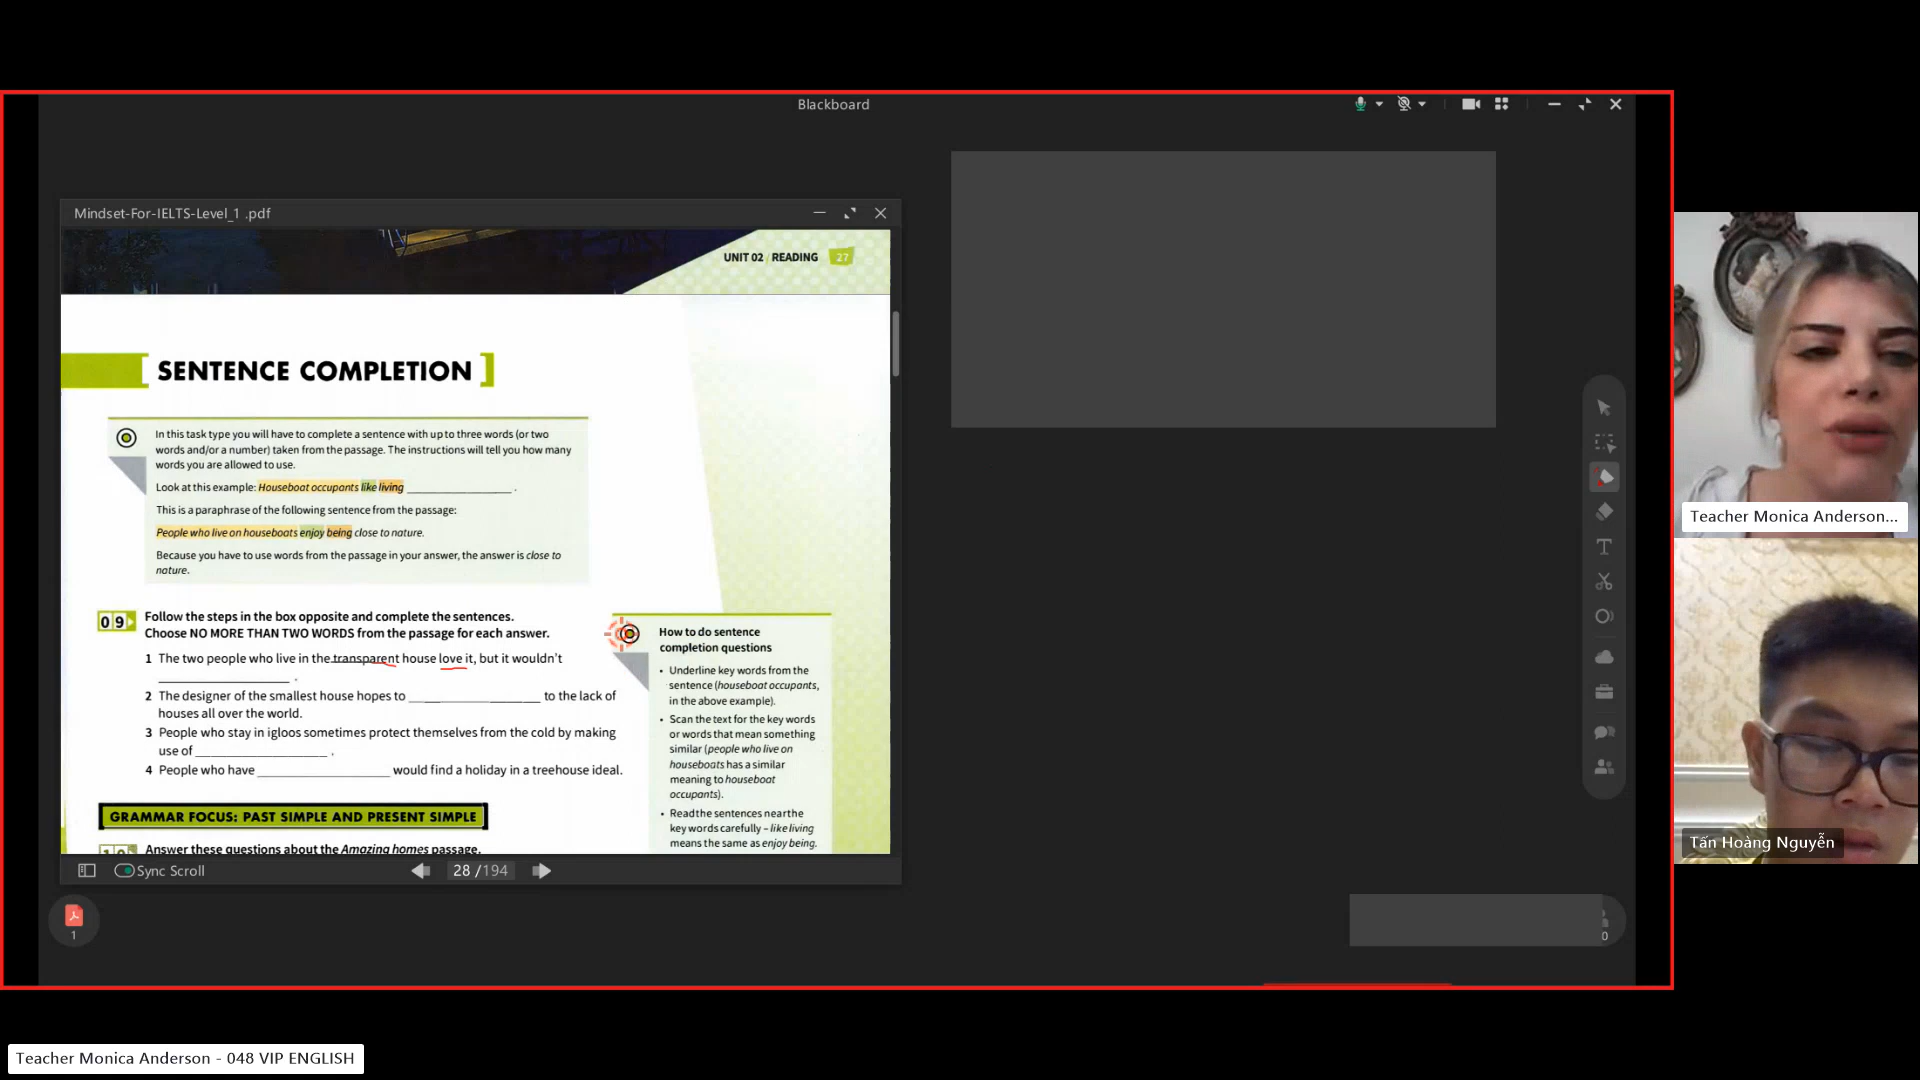 Blackboard
Mindset-For-IELTS-Level_1 .pdf
UNIT 02 / READING 27
[ SENTENCE COMPLETION ]
In this task type you will have to complete a sentence with up to three words (or two
words and/or a number) taken from the passage. The instructions will tell you how many
words you are allowed to use.
Look at this example: Houseboat occupants like living ____________________ .
This is a paraphrase of the following sentence from the passage:
People who live on houseboats enjoy being close to nature.
Because you have to use words from the passage in your answer, the answer is close to
nature.
09 Follow the steps in the box opposite and complete the sentences.
Choose NO MORE THAN TWO WORDS from the passage for each answer.
1 The two people who live in the transparent house love it, but it wouldn't
____________________ .
2 The designer of the smallest house hopes to ____________________ to the lack of
houses all over the world.
3 People who stay in igloos sometimes protect themselves from the cold by making
use of ____________________ .
4 People who have ____________________ would find a holiday in a treehouse ideal.
GRAMMAR FOCUS: PAST SIMPLE AND PRESENT SIMPLE
10 Answer these questions about the Amazing homes passage.
How to do sentence
completion questions
• Underline key words from the
sentence (houseboat occupants,
in the above example).
• Scan the text for the key words
or words that mean something
similar (people who live on
houseboats has a similar
meaning to houseboat
occupants).
• Read the sentences near the
key words carefully – like living
means the same as enjoy being.
Sync Scroll
28 /194
1
0
Teacher Monica Anderson...
Tấn Hoàng Nguyễn
Teacher Monica Anderson - 048 VIP ENGLISH